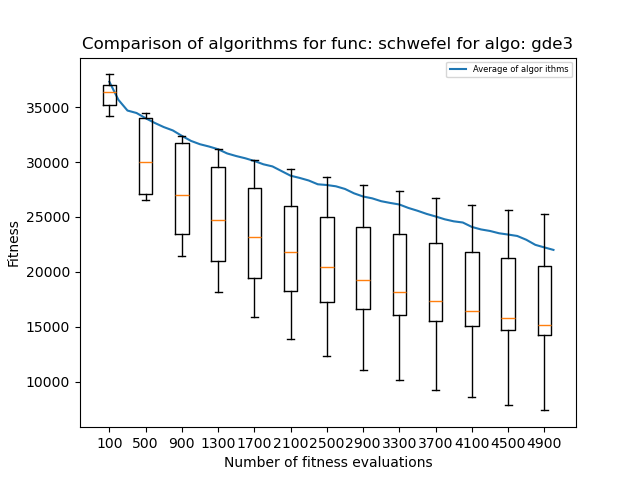 Comparison of algorithms for func: schwefel for algo: gde3
Average of algor ithms
35000
30000
25000
20000
15000
10000
Fitness
100 500 900 1300 1700 2100 2500 2900 3300 3700 4100 4500 4900
Number of fitness evaluations